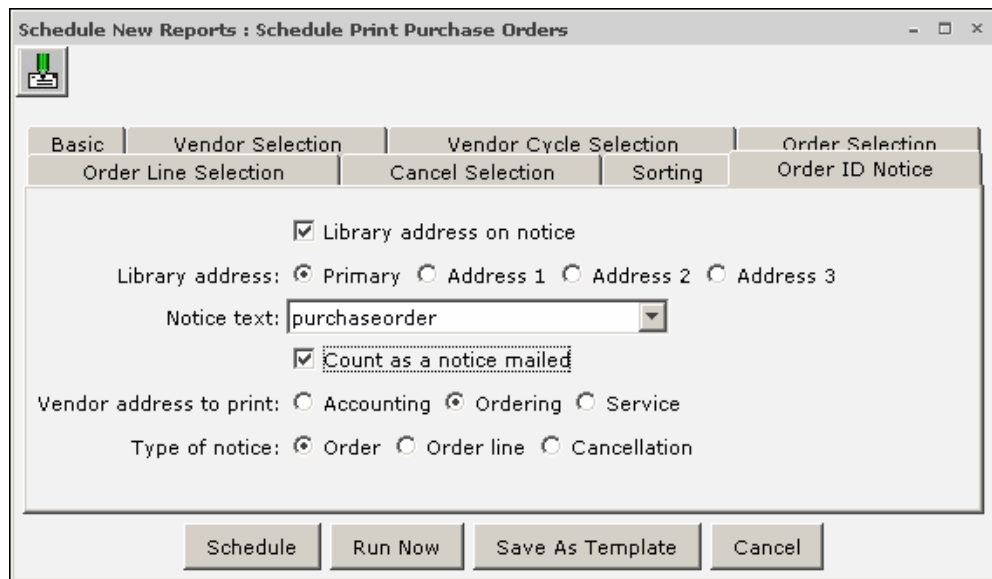 Schedule New Reports : Schedule Print Purchase Orders
Basic Vendor Selection Vendor Cycle Selection Order Selection
Order Line Selection Cancel Selection Sorting Order ID Notice
Library address on notice
Library address: Primary Address 1 Address 2 Address 3
Notice text: purchaseorder
Count as a notice mailed
Vendor address to print: Accounting Ordering Service
Type of notice: Order Order line Cancellation
Schedule Run Now Save As Template Cancel